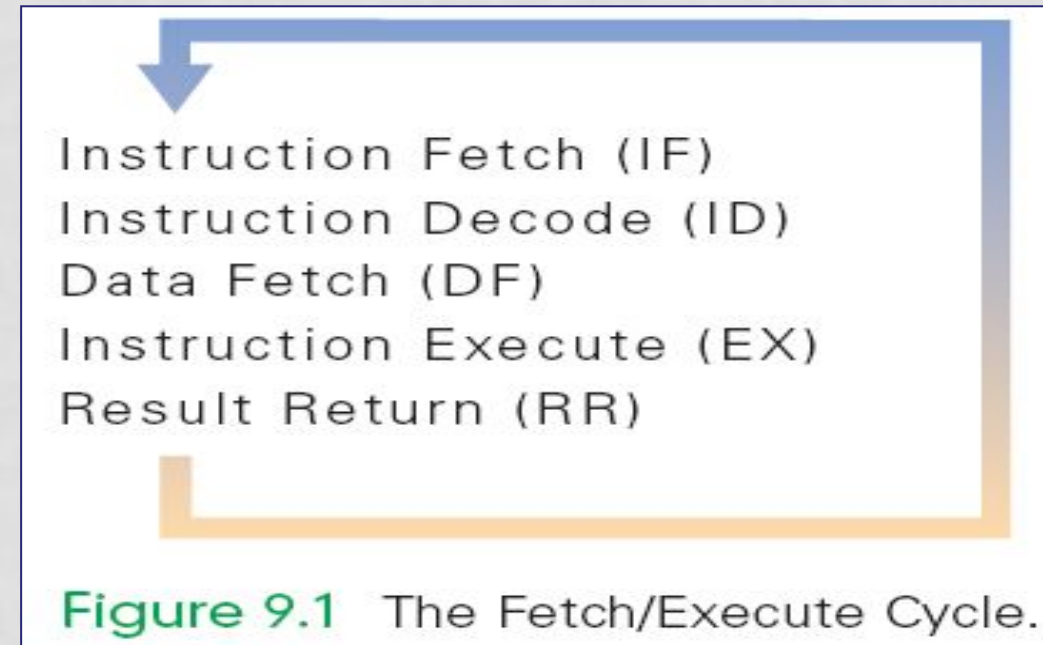 Instruction Fetch (IF)
Instruction Decode (ID)
Data Fetch (DF)
Instruction Execute (EX)
Result Return (RR)
Figure 9.1 The Fetch/Execute Cycle.